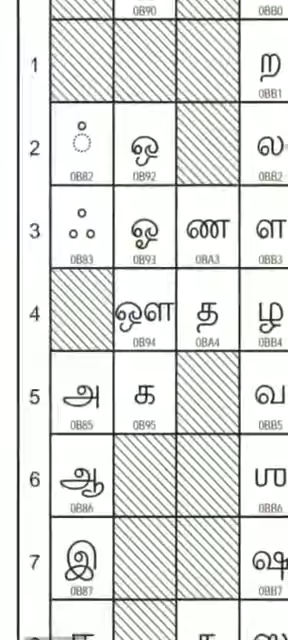 0B90 0BB0
1 ற
0BB1
2 ஂ ஒ ல
0B82 0B92 0BB2
3 ஃ ஓ ண ள
0B83 0B93 0BA3 0BB3
4 ஔ த ழ
0B94 0BA4 0BB4
5 அ க வ
0B85 0B95 0BB5
6 ஆ ஶ
0B86 0BB6
7 இ ஷ
0B87 0BB7